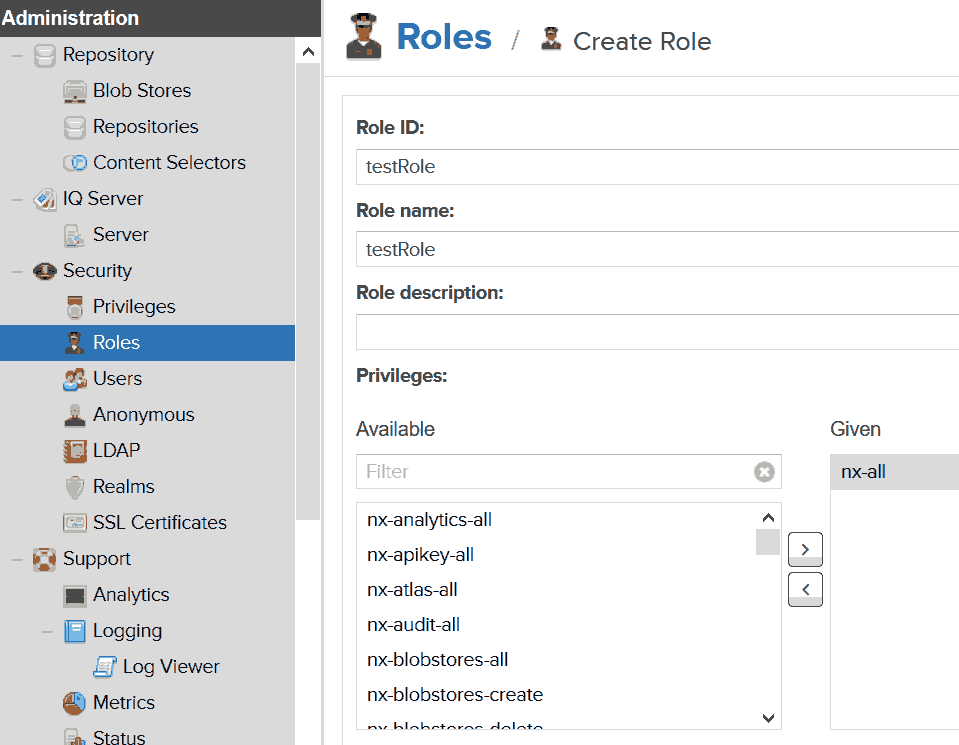 Administration
Repository
Blob Stores
Repositories
Content Selectors
IQ Server
Server
Security
Privileges
Roles
Users
Anonymous
LDAP
Realms
SSL Certificates
Support
Analytics
Logging
Log Viewer
Metrics
Status
Roles / Create Role
Role ID:
testRole
Role name:
testRole
Role description:
Privileges:
Available
Filter
nx-analytics-all
nx-apikey-all
nx-atlas-all
nx-audit-all
nx-blobstores-all
nx-blobstores-create
nx-blobstores-delete
Given
nx-all